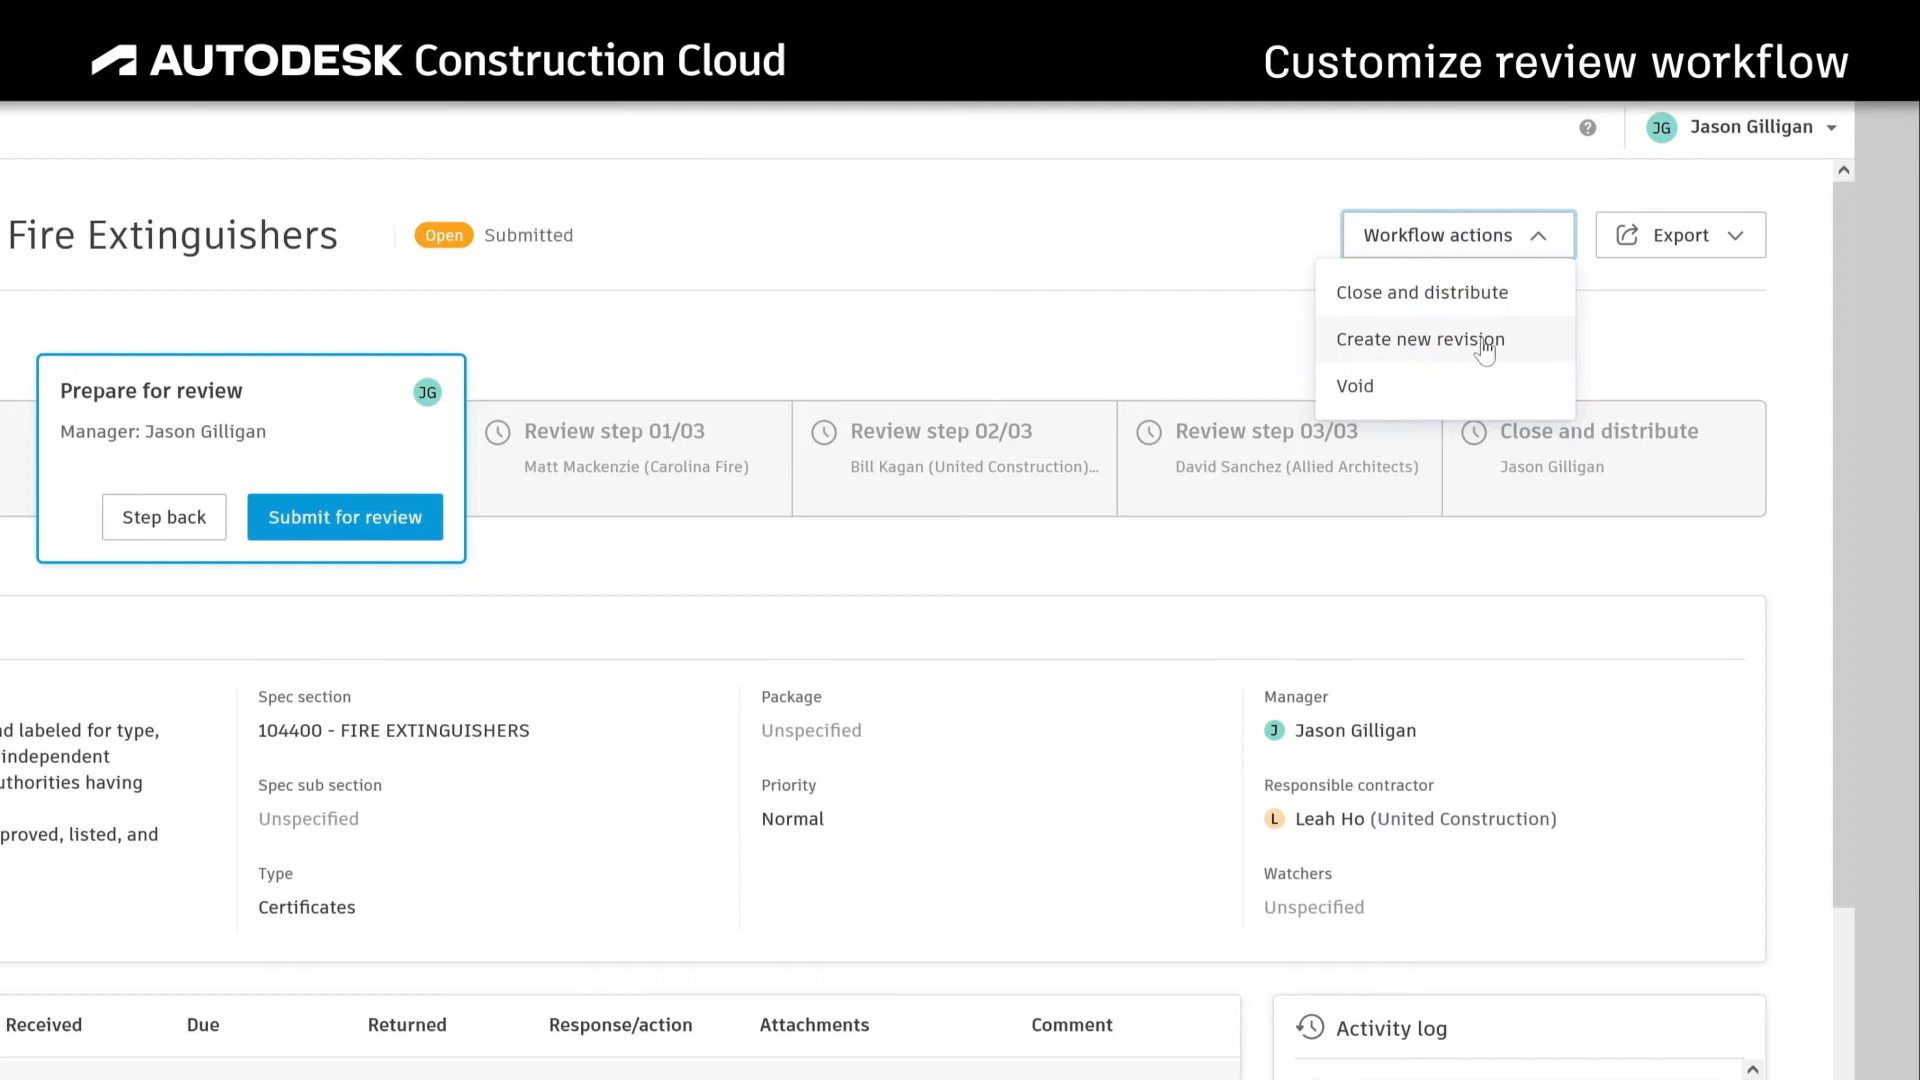 AUTODESK Construction Cloud
Customize review workflow
JG
Jason Gilligan
Fire Extinguishers
Open
Submitted
Workflow actions
Export
Close and distribute
Create new revision
Void
Prepare for review
JG
Manager: Jason Gilligan
Step back
Submit for review
Review step 01/03
Matt Mackenzie (Carolina Fire)
Review step 02/03
Bill Kagan (United Construction)...
Review step 03/03
David Sanchez (Allied Architects)
Close and distribute
Jason Gilligan
d labeled for type,
independent
uthorities having
proved, listed, and
Spec section
104400 - FIRE EXTINGUISHERS
Spec sub section
Unspecified
Type
Certificates
Package
Unspecified
Priority
Normal
Manager
J Jason Gilligan
Responsible contractor
L Leah Ho (United Construction)
Watchers
Unspecified
Received
Due
Returned
Response/action
Attachments
Comment
Activity log